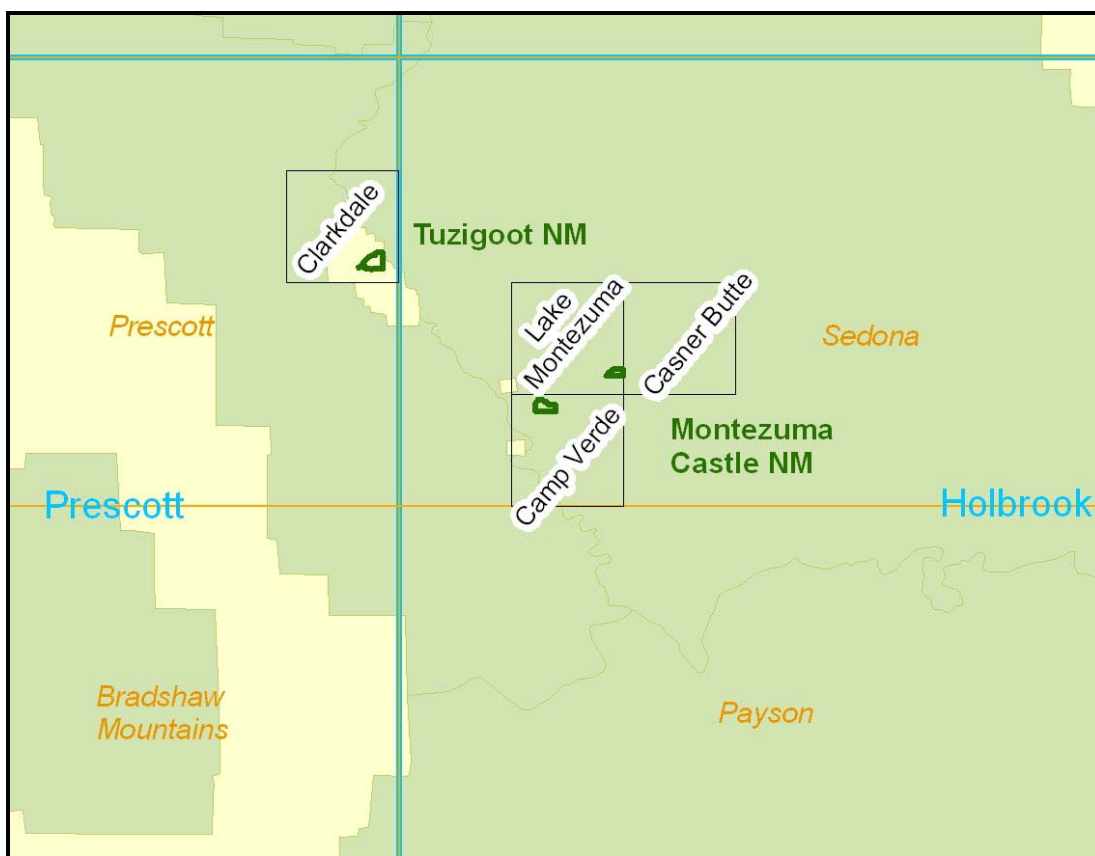 Clarkdale
Tuzigoot NM
Prescott
Lake
Montezuma
Casner Butte
Sedona
Camp Verde
Montezuma
Castle NM
Prescott
Holbrook
Bradshaw
Mountains
Payson